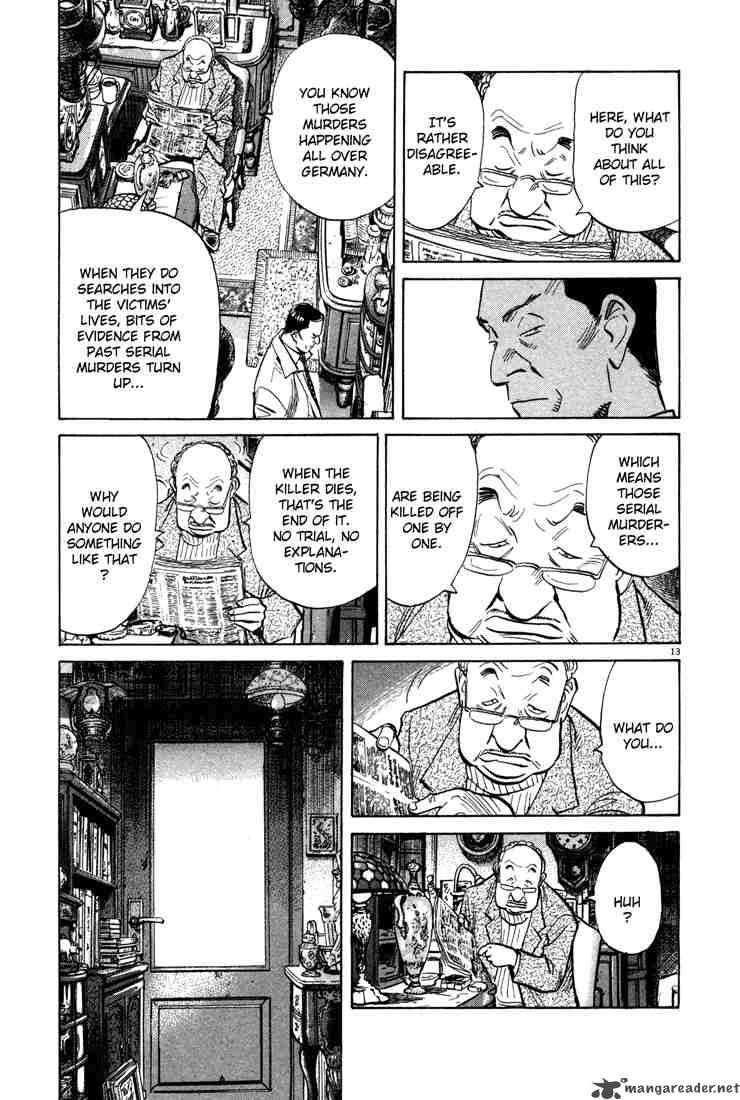 HERE, WHAT
DO YOU
THINK
ABOUT ALL
OF THIS?
IT'S
RATHER
DISAGREE-
ABLE.
YOU KNOW
THOSE
MURDERS
HAPPENING
ALL OVER
GERMANY.
WHEN THEY DO
SEARCHES INTO
THE VICTIMS'
LIVES, BITS OF
EVIDENCE FROM
PAST SERIAL
MURDERS TURN
UP...
WHICH
MEANS
THOSE
SERIAL
MURDER-
ERS...
ARE BEING
KILLED OFF
ONE BY
ONE.
WHEN THE
KILLER DIES,
THAT'S THE
END OF IT.
NO TRIAL, NO
EXPLANA-
TIONS.
WHY
WOULD
ANYONE DO
SOMETHING
LIKE THAT
?
13
WHAT DO
YOU...
HUH
?
mangareader.net